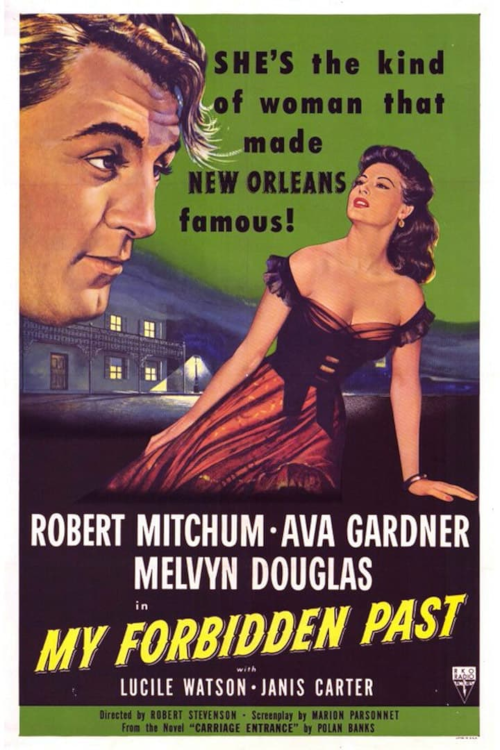 SHE'S the kind
of woman that
made
NEW ORLEANS
famous!
ROBERT MITCHUM · AVA GARDNER
MELVYN DOUGLAS
in
MY FORBIDDEN PAST
with
LUCILE WATSON · JANIS CARTER
RKO
RADIO
Directed by ROBERT STEVENSON · Screenplay by MARION PARSONNET
From the Novel "CARRIAGE ENTRANCE" by POLAN BANKS